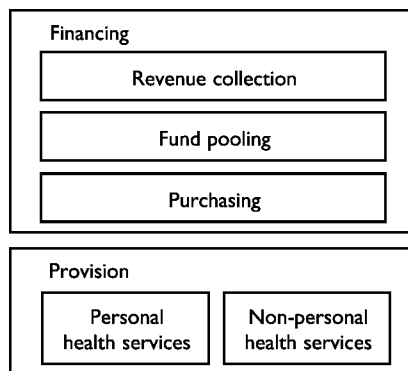 Financing
Revenue collection
Fund pooling
Purchasing
Provision
Personal
health services
Non-personal
health services